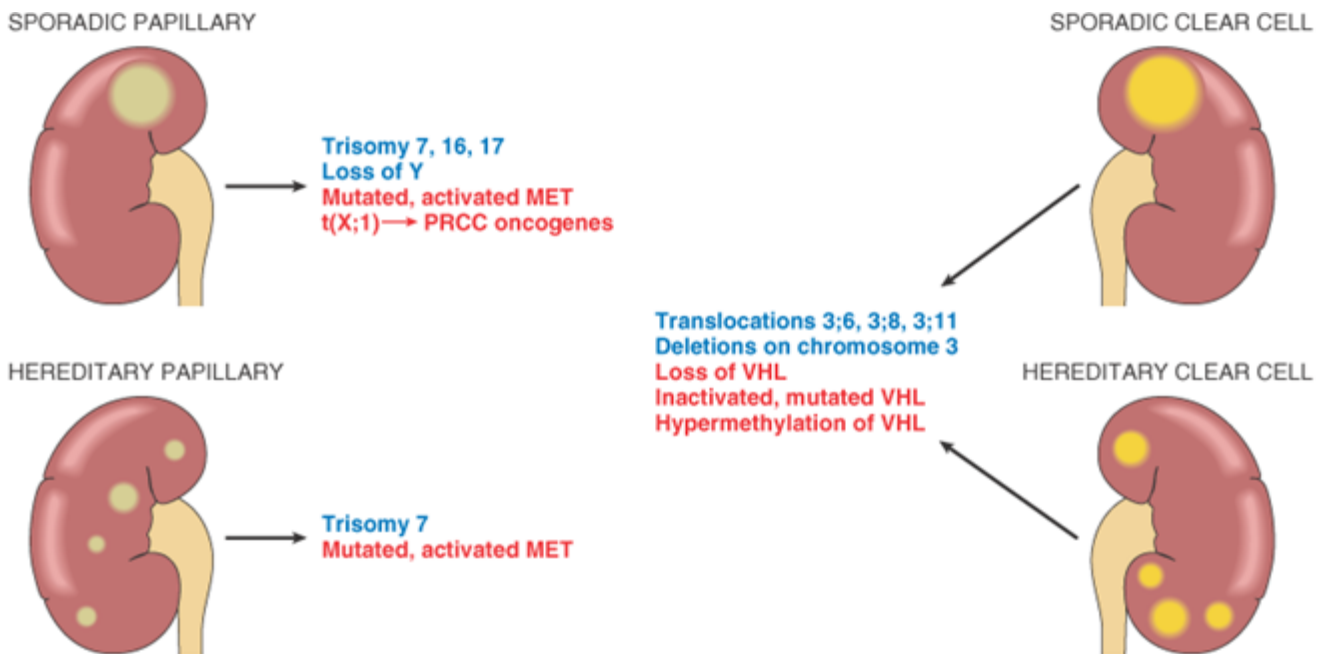 SPORADIC PAPILLARY
Trisomy 7, 16, 17
Loss of Y
Mutated, activated MET
t(X;1)⟶ PRCC oncogenes
HEREDITARY PAPILLARY
Trisomy 7
Mutated, activated MET
SPORADIC CLEAR CELL
Translocations 3;6, 3;8, 3;11
Deletions on chromosome 3
Loss of VHL
Inactivated, mutated VHL
Hypermethylation of VHL
HEREDITARY CLEAR CELL